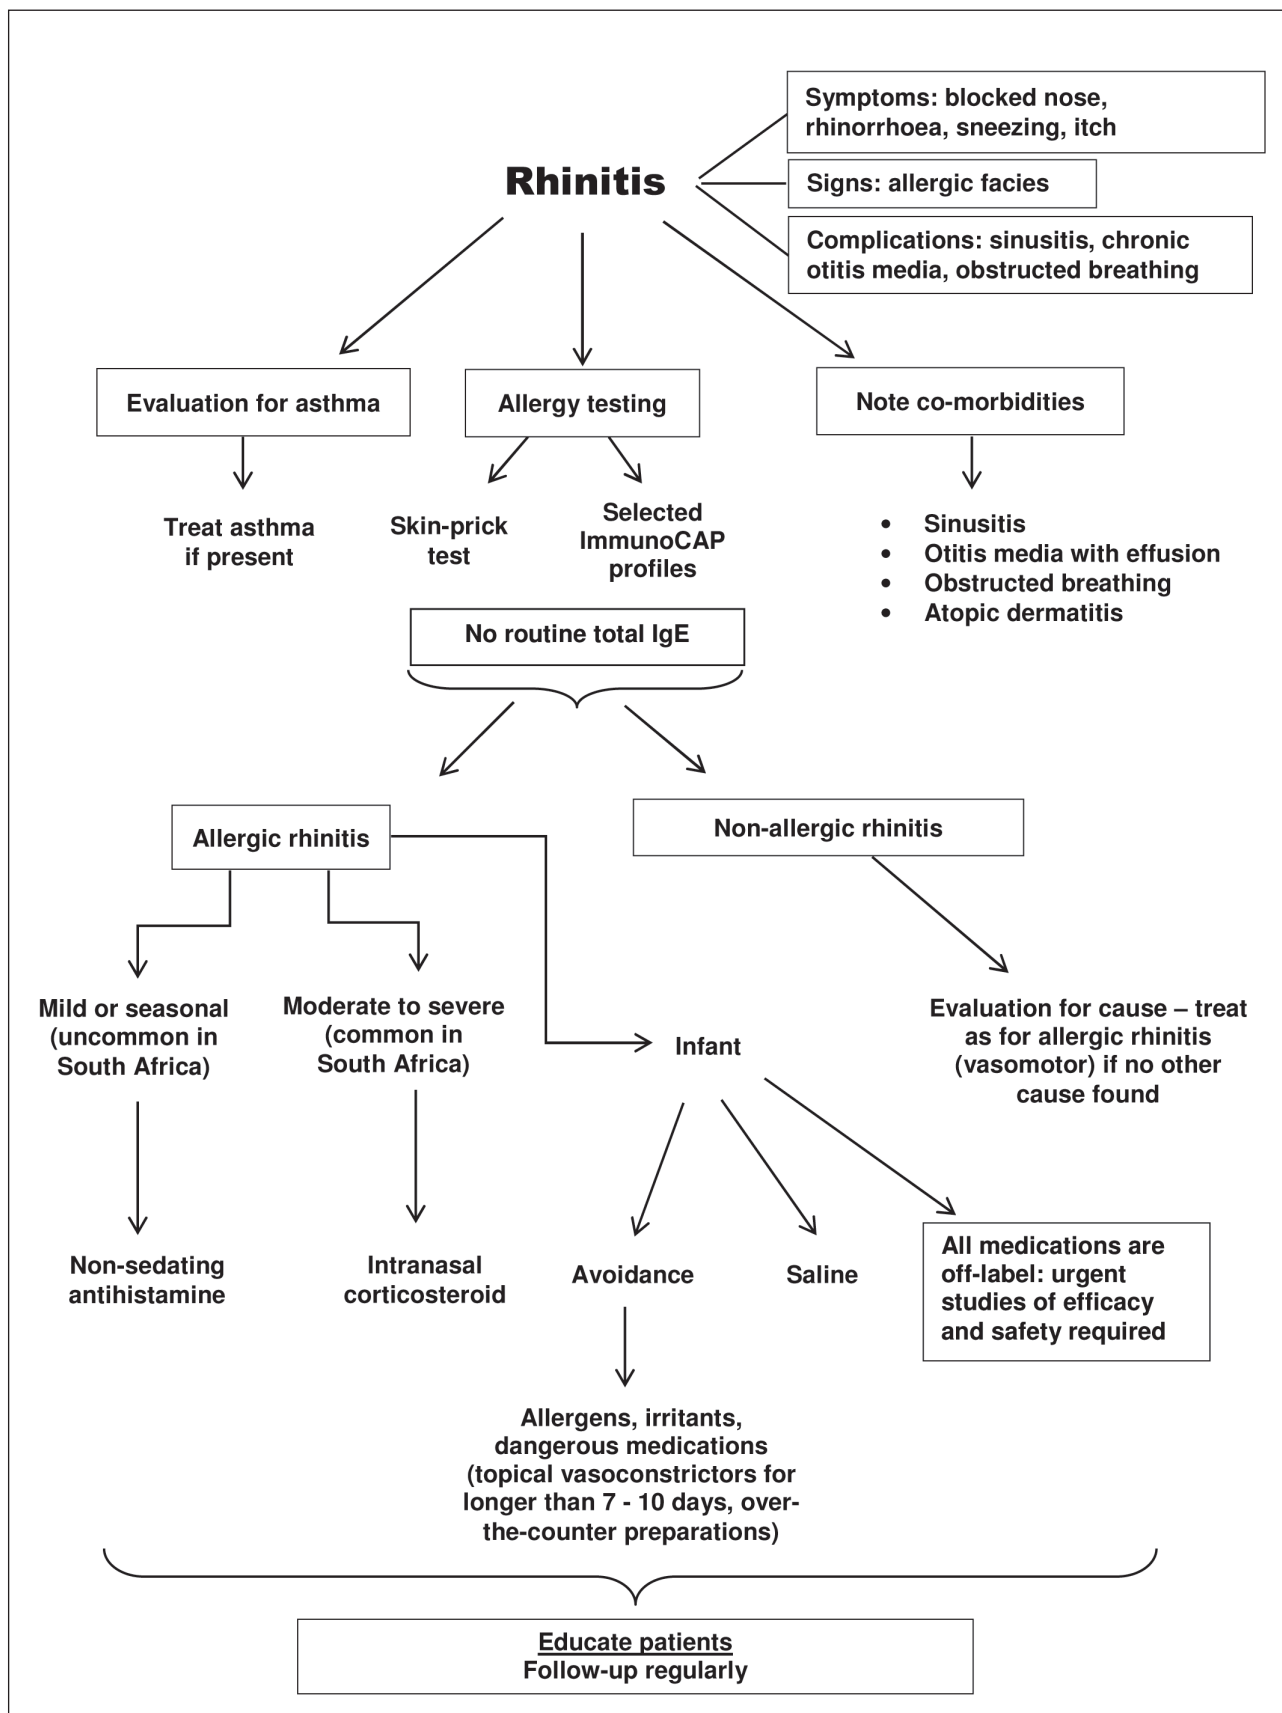 Symptoms: blocked nose,
rhinorrhoea, sneezing, itch
Rhinitis
Signs: allergic facies
Complications: sinusitis, chronic
otitis media, obstructed breathing
Evaluation for asthma
Allergy testing
Note co-morbidities
Treat asthma
if present
Skin-prick
test
Selected
ImmunoCAP
profiles
• Sinusitis
• Otitis media with effusion
• Obstructed breathing
• Atopic dermatitis
No routine total IgE
Allergic rhinitis
Non-allergic rhinitis
Mild or seasonal
(uncommon in
South Africa)
Moderate to severe
(common in
South Africa)
Infant
Evaluation for cause – treat
as for allergic rhinitis
(vasomotor) if no other
cause found
Non-sedating
antihistamine
Intranasal
corticosteroid
Avoidance
Saline
All medications are
off-label: urgent
studies of efficacy
and safety required
Allergens, irritants,
dangerous medications
(topical vasoconstrictors for
longer than 7 - 10 days, over-
the-counter preparations)
Educate patients
Follow-up regularly